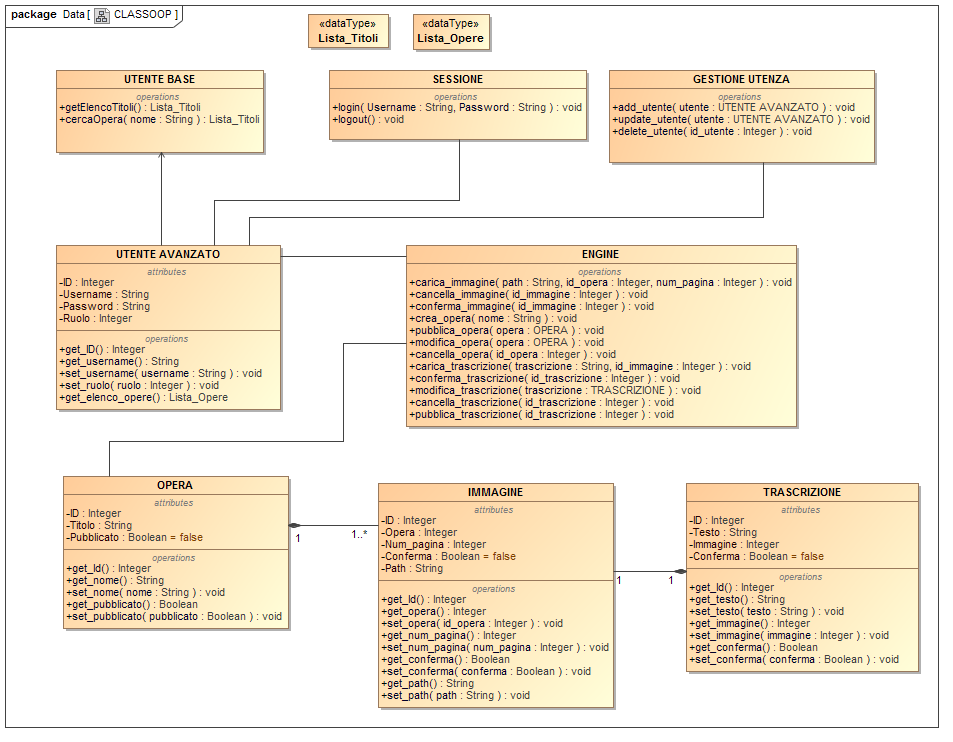 package Data [ CLASSOOP ]
«dataType»
Lista_Titoli
«dataType»
Lista_Opere
UTENTE BASE
operations
+getElencoTitoli() : Lista_Titoli
+cercaOpera( nome : String ) : Lista_Titoli
SESSIONE
operations
+login( Username : String, Password : String ) : void
+logout() : void
GESTIONE UTENZA
operations
+add_utente( utente : UTENTE AVANZATO ) : void
+update_utente( utente : UTENTE AVANZATO ) : void
+delete_utente( id_utente : Integer ) : void
UTENTE AVANZATO
attributes
-ID : Integer
-Username : String
-Password : String
-Ruolo : Integer
operations
+get_ID() : Integer
+get_username() : String
+set_username( username : String ) : void
+set_ruolo( ruolo : Integer ) : void
+get_elenco_opere() : Lista_Opere
ENGINE
operations
+carica_immagine( path : String, id_opera : Integer, num_pagina : Integer ) : void
+cancella_immagine( id_immagine : Integer ) : void
+conferma_immagine( id_immagine : Integer ) : void
+crea_opera( nome : String ) : void
+pubblica_opera( opera : OPERA ) : void
+modifica_opera( opera : OPERA ) : void
+cancella_opera( id_opera : Integer ) : void
+carica_trascrizione( trascrizione : String, id_immagine : Integer ) : void
+conferma_trascrizione( id_trascrizione : Integer ) : void
+modifica_trascrizione( trascrizione : TRASCRIZIONE ) : void
+cancella_trascrizione( id_trascrizione : Integer ) : void
+pubblica_trascrizione( id_trascrizione : Integer ) : void
OPERA
attributes
-ID : Integer
-Titolo : String
-Pubblicato : Boolean = false
operations
+get_Id() : Integer
+get_nome() : String
+set_nome( nome : String ) : void
+get_pubblicato() : Boolean
+set_pubblicato( pubblicato : Boolean ) : void
1
1..*
IMMAGINE
attributes
-ID : Integer
-Opera : Integer
-Num_pagina : Integer
-Conferma : Boolean = false
-Path : String
operations
+get_Id() : Integer
+get_opera() : Integer
+set_opera( id_opera : Integer ) : void
+get_num_pagina() : Integer
+set_num_pagina( num_pagina : Integer ) : void
+get_conferma() : Boolean
+set_conferma( conferma : Boolean ) : void
+get_path() : String
+set_path( path : String ) : void
1
1
TRASCRIZIONE
attributes
-ID : Integer
-Testo : String
-Immagine : Integer
-Conferma : Boolean = false
operations
+get_Id() : Integer
+get_testo() : String
+set_testo( testo : String ) : void
+get_immagine() : Integer
+set_immagine( immagine : Integer ) : void
+get_conferma() : Boolean
+set_conferma( conferma : Boolean ) : void